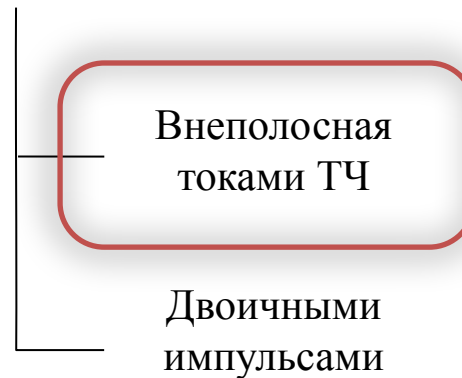 Внеполосная
токами ТЧ
Двоичными
импульсами